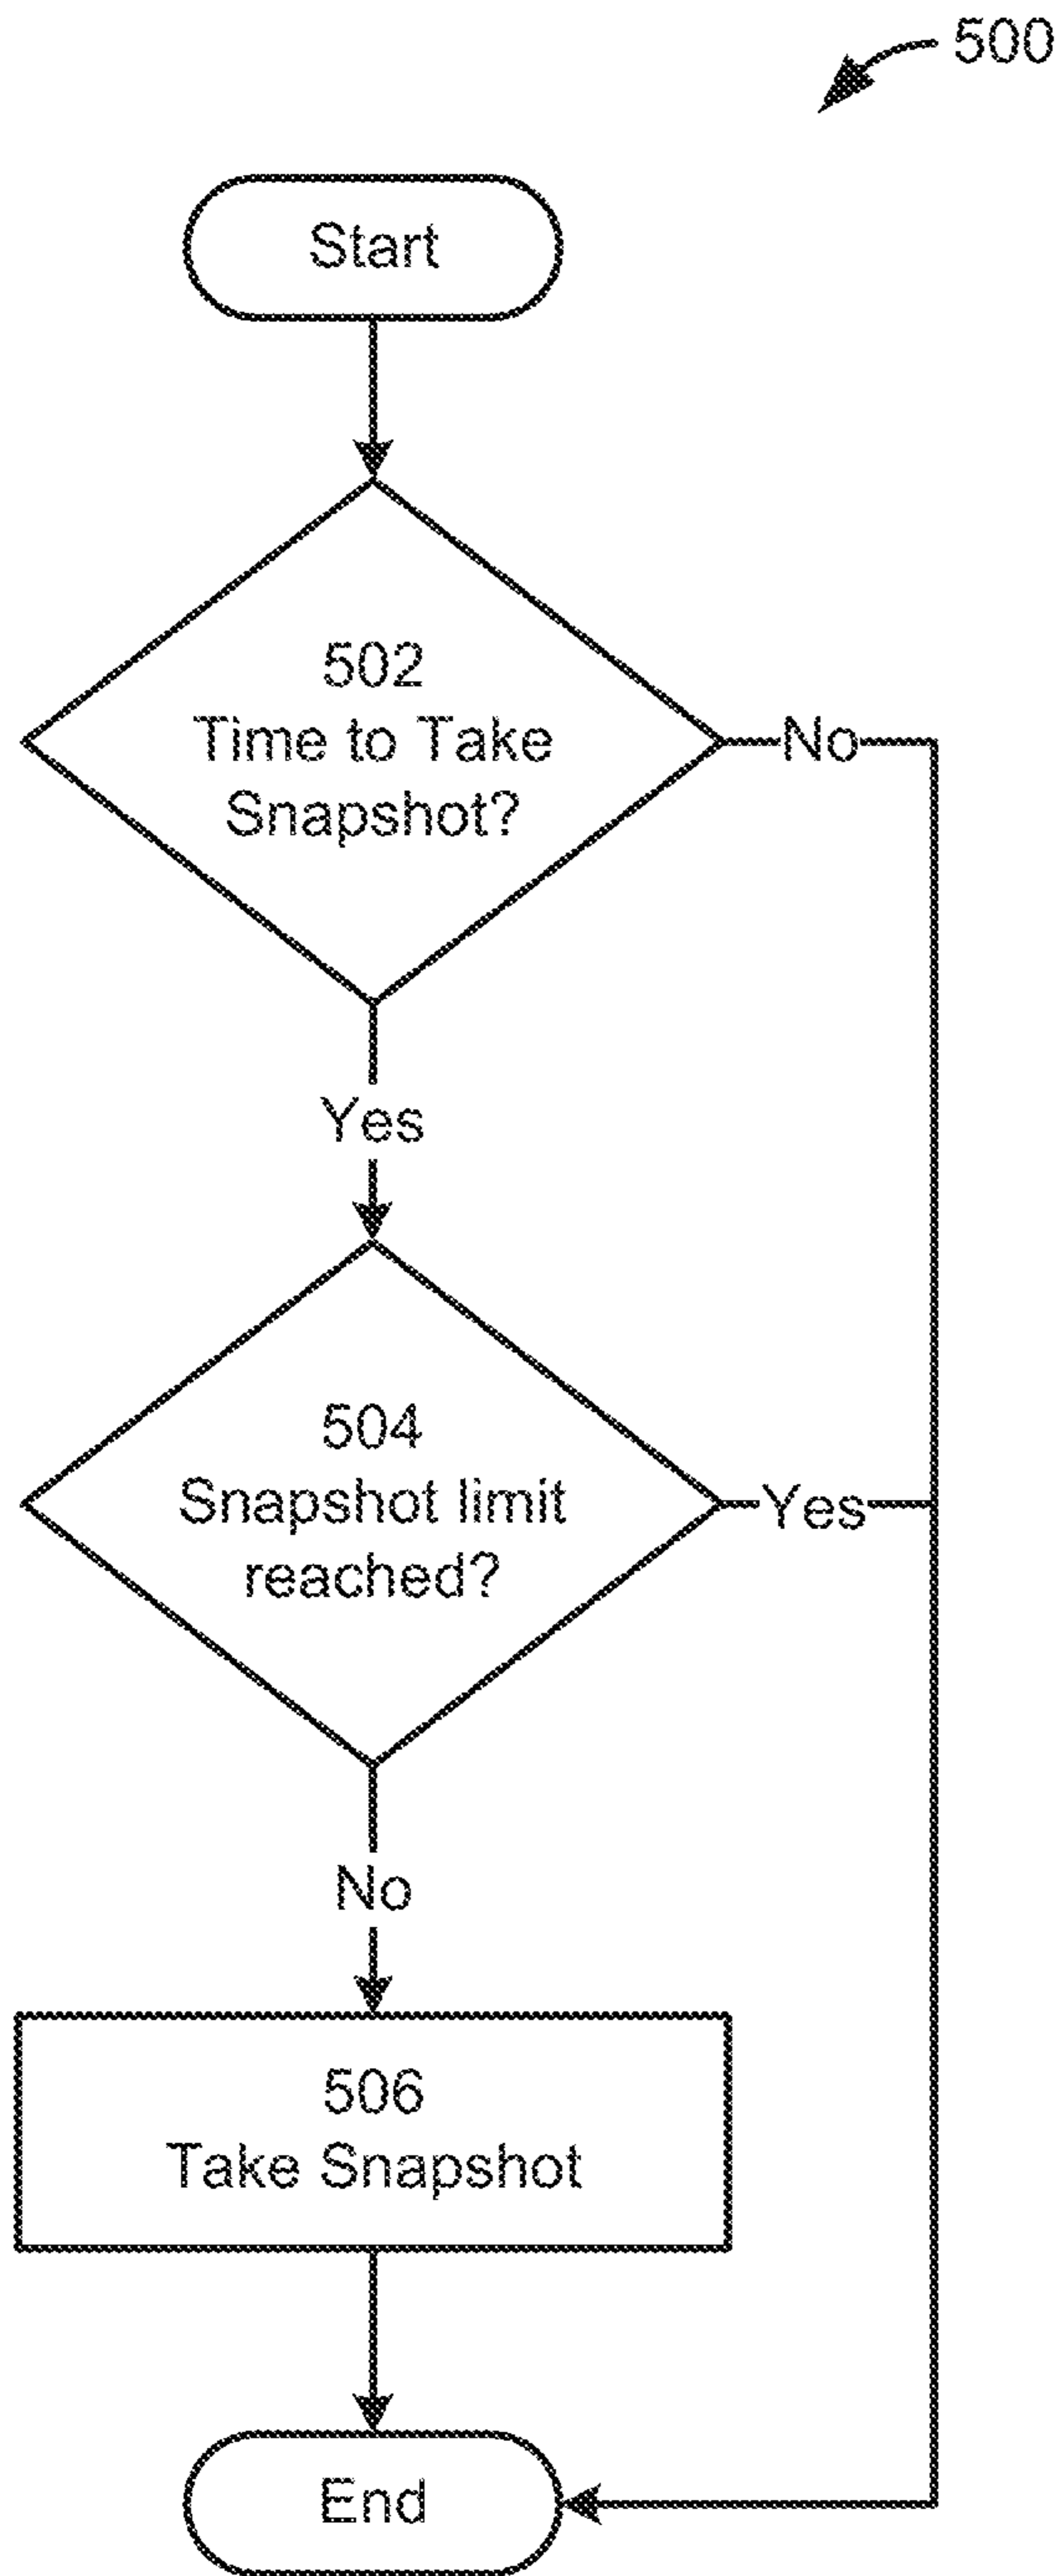 500
Start
502
Time to Take
Snapshot?
No
Yes
504
Snapshot limit
reached?
Yes
No
506
Take Snapshot
End